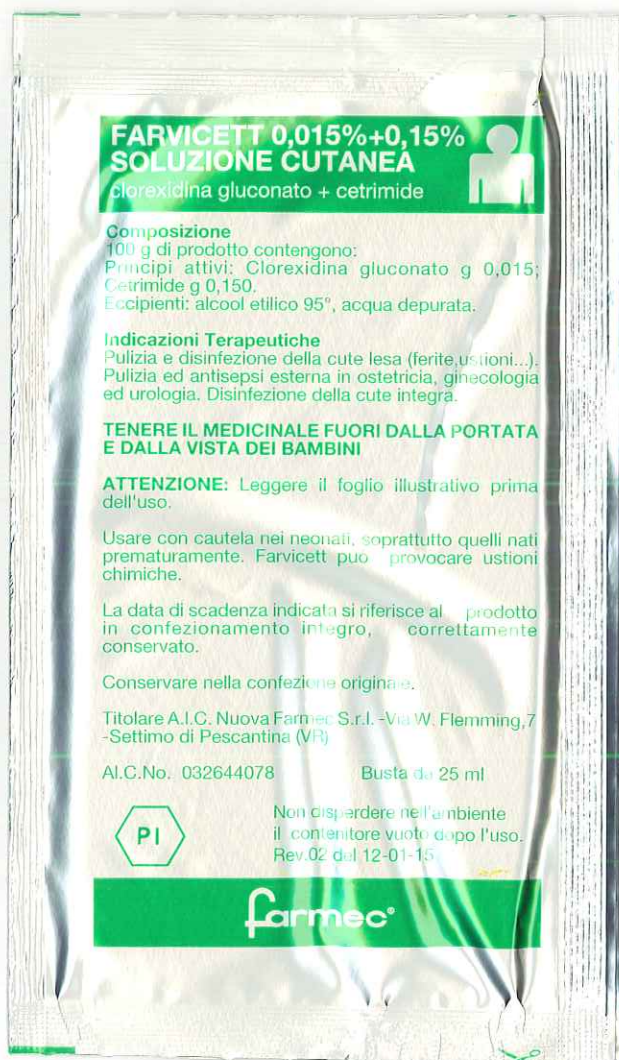 FARVICETT 0,015%+0,15%
SOLUZIONE CUTANEA
clorexidina gluconato + cetrimide
Composizione
100 g di prodotto contengono:
Principi attivi: Clorexidina gluconato g 0,015;
Cetrimide g 0,150.
Eccipienti: alcool etilico 95°, acqua depurata.
Indicazioni Terapeutiche
Pulizia e disinfezione della cute lesa (ferite,ustioni...).
Pulizia ed antisepsi esterna in ostetricia, ginecologia
ed urologia. Disinfezione della cute integra.
TENERE IL MEDICINALE FUORI DALLA PORTATA
E DALLA VISTA DEI BAMBINI
ATTENZIONE: Leggere il foglio illustrativo prima
dell'uso.
Usare con cautela nei neonati, soprattutto quelli nati
prematuramente. Farvicett puo' provocare ustioni
chimiche.
La data di scadenza indicata si riferisce al prodotto
in confezionamento integro, correttamente
conservato.
Conservare nella confezione originale.
Titolare A.I.C. Nuova Farmec S.r.l. -Via W. Flemming,7
-Settimo di Pescantina (VR)
AI.C.No. 032644078 Busta da 25 ml
PI
Non disperdere nell'ambiente
il contenitore vuoto dopo l'uso.
Rev.02 del 12-01-15
farmec®